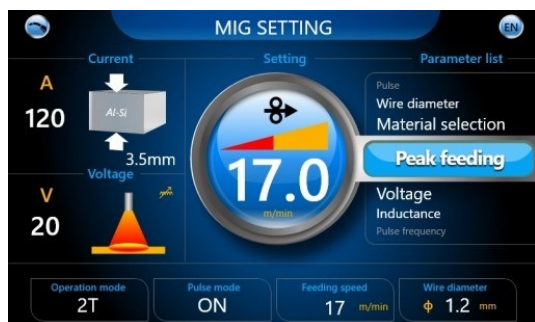 MIG SETTING
EN
Current
A
120
Al-Si
3.5mm
Voltage
V
20
Setting
17.0
m/min
Parameter list
Pulse
Wire diameter
Material selection
Peak feeding
Voltage
Inductance
Pulse frequency
Operation mode
2T
Pulse mode
ON
Feeding speed
17 m/min
Wire diameter
ϕ 1.2 mm